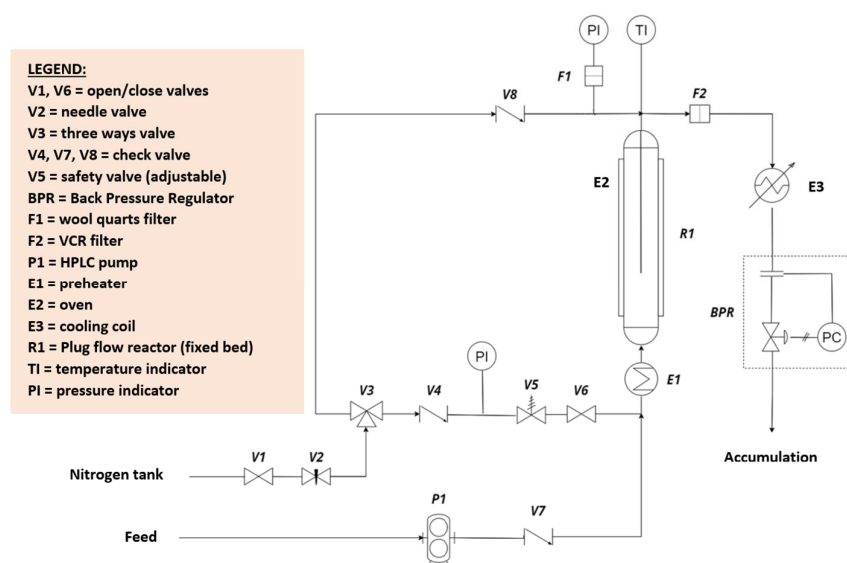 LEGEND:
V1, V6 = open/close valves
V2 = needle valve
V3 = three ways valve
V4, V7, V8 = check valve
V5 = safety valve (adjustable)
BPR = Back Pressure Regulator
F1 = wool quarts filter
F2 = VCR filter
P1 = HPLC pump
E1 = preheater
E2 = oven
E3 = cooling coil
R1 = Plug flow reactor (fixed bed)
TI = temperature indicator
PI = pressure indicator
PI
TI
F1
V8
F2
E2
E3
R1
BPR
PC
PI
E1
V3
V4
V5
V6
Accumulation
Nitrogen tank
V1
V2
P1
V7
Feed